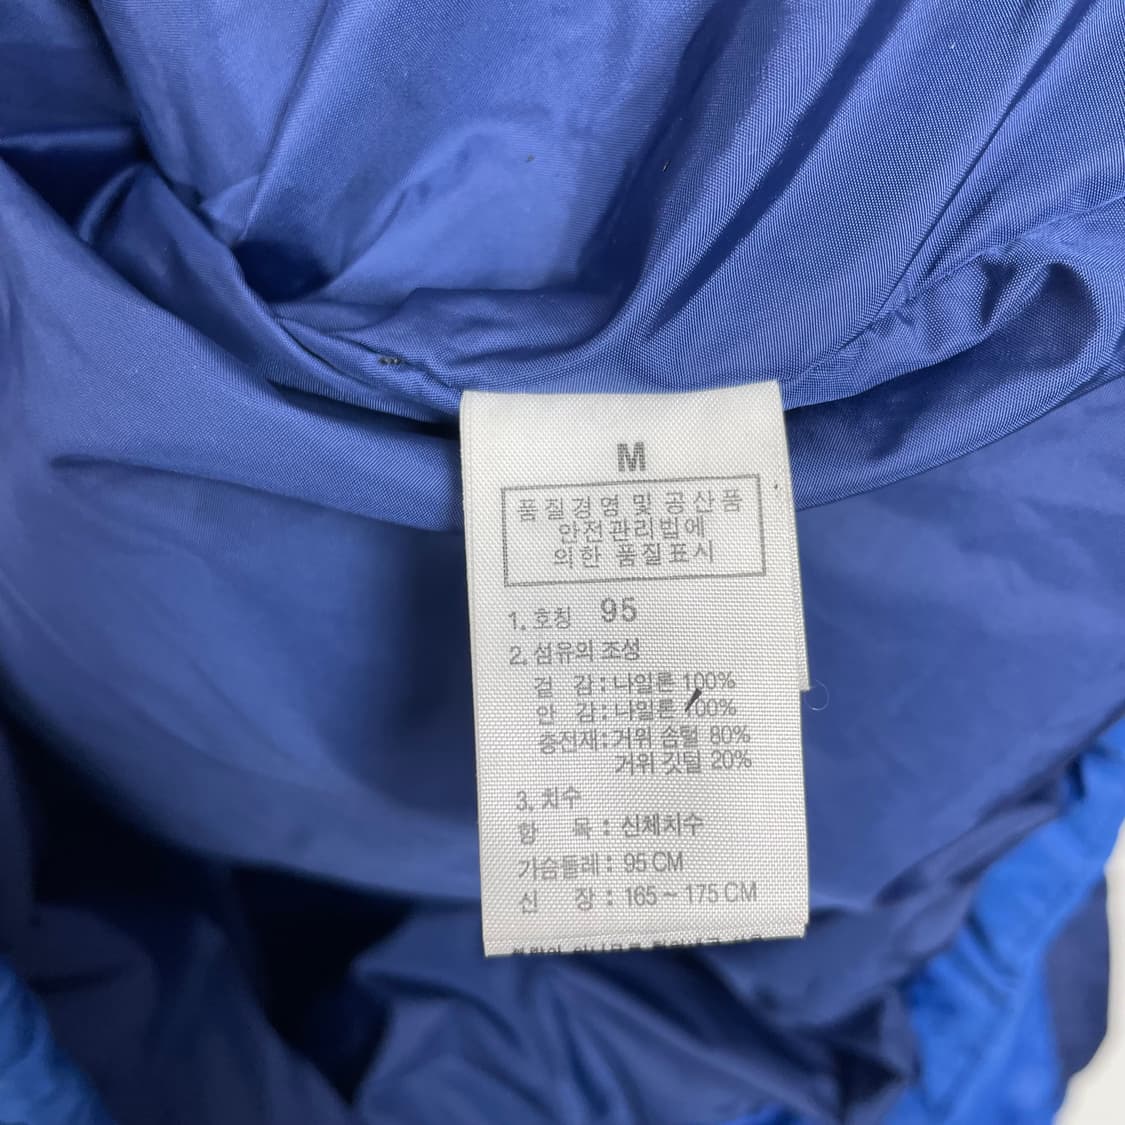 M
품질경영 및 공산품
안전관리법에
의한 품질표시
1. 호칭 95
2. 섬유의 조성
겉 감 : 나일론 100%
안 감 : 나일론 100%
충전재 : 거위 솜털 80%
거위 깃털 20%
3. 치수
항 목 : 신체치수
가슴둘레 : 95 CM
신 장 : 165 ~ 175 CM